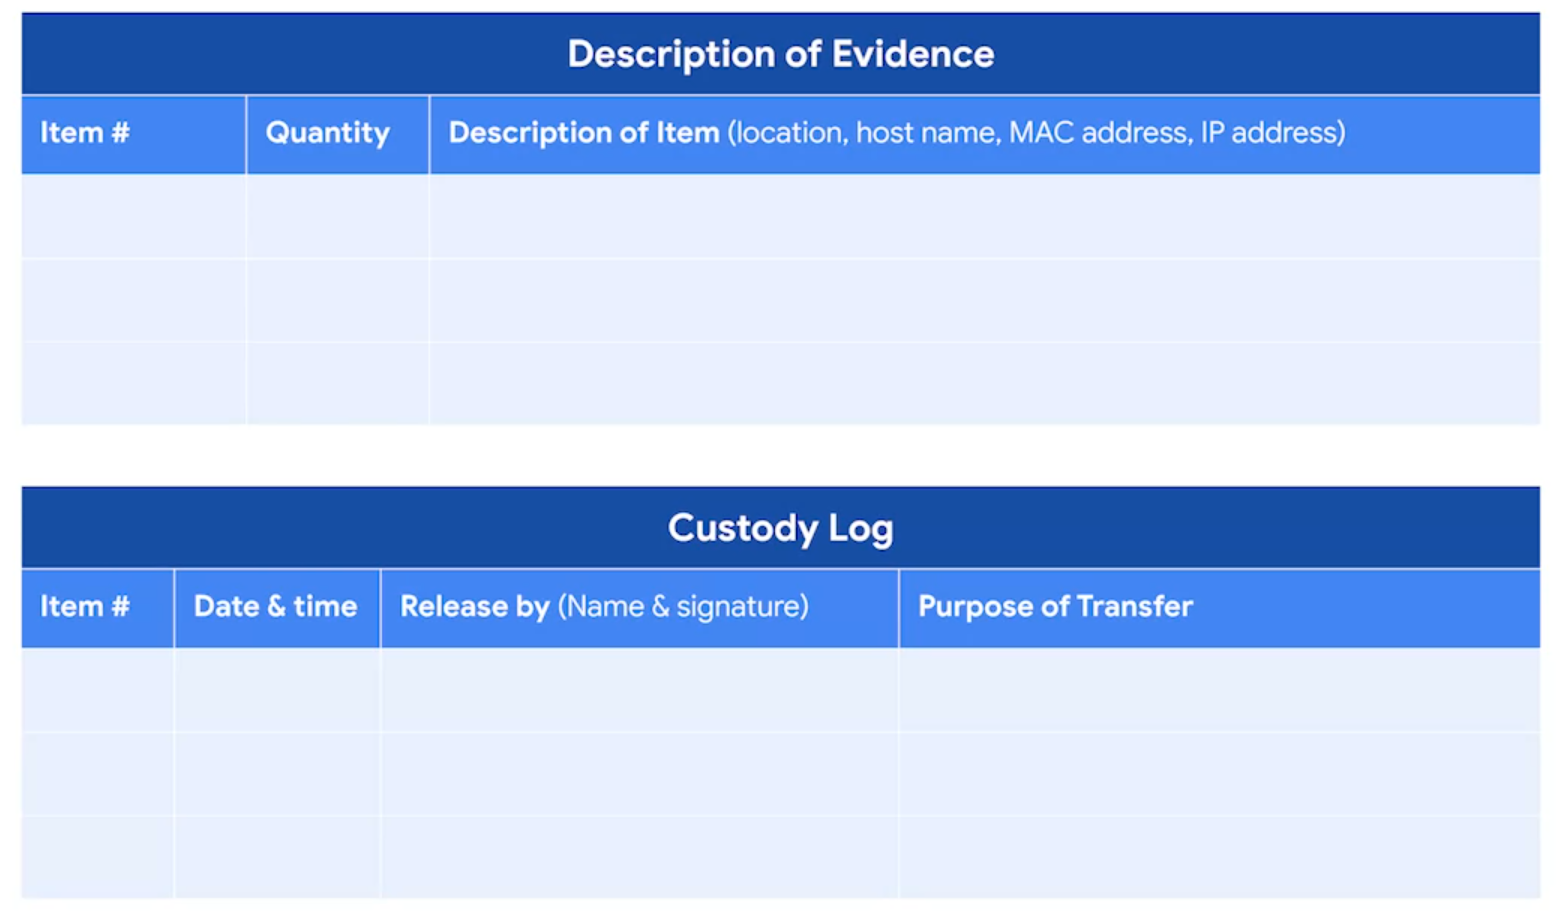 Description of Evidence
Item #
Quantity
Description of Item (location, host name, MAC address, IP address)
Custody Log
Item #
Date & time
Release by (Name & signature)
Purpose of Transfer